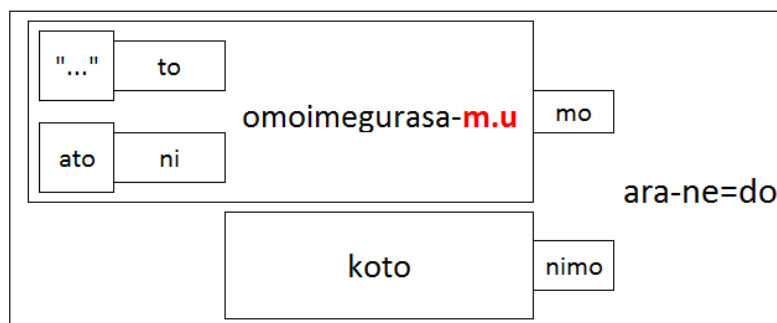 "..." to
omoimegurasa-m.u mo
ato ni
ara-ne=do
koto nimo